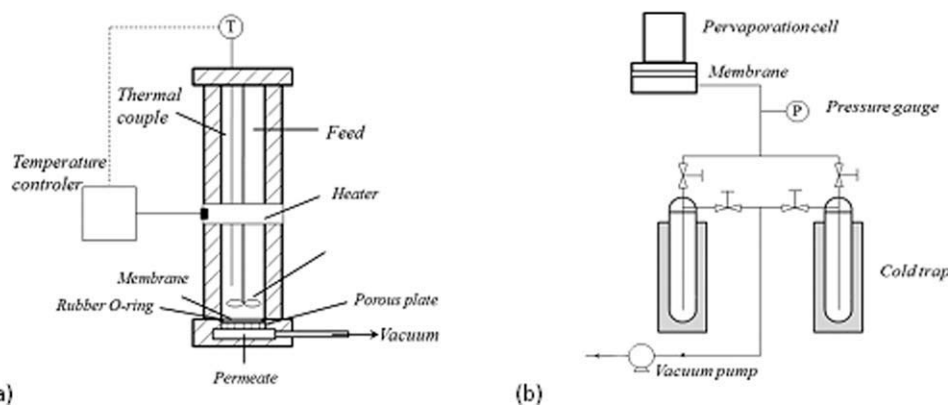 T
Thermal
couple
Feed
Temperature
controler
Heater
Membrane
Rubber O-ring
Porous plate
Vacuum
Permeate
a)
Pervaporation cell
Membrane
P
Pressure gauge
Cold trap
Vacuum pump
(b)